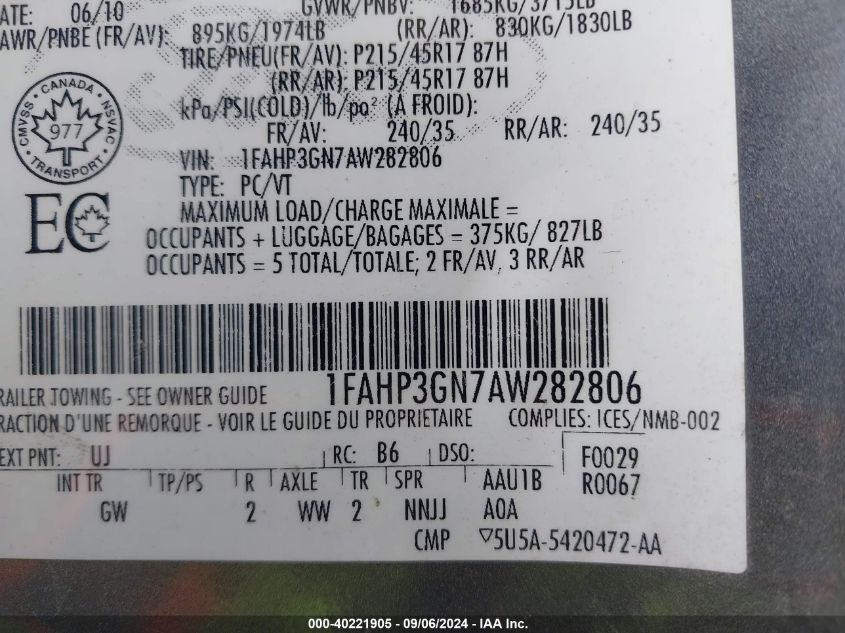 ATE: 06/10 GVWR/PNBV: 1685KG/3715LB
AWR/PNBE (FR/AV): 895KG/1974LB (RR/AR): 830KG/1830LB
TIRE/PNEU(FR/AV): P215/45R17 87H
(RR/AR): P215/45R17 87H
kPa/PSI(COLD)/lb/po² (A FROID):
FR/AV: 240/35 RR/AR: 240/35
CANADA
CMVSS NSVAC
977
TRANSPORT
VIN: 1FAHP3GN7AW282806
TYPE: PC/VT
EC
MAXIMUM LOAD/CHARGE MAXIMALE =
OCCUPANTS + LUGGAGE/BAGAGES = 375KG/ 827LB
OCCUPANTS = 5 TOTAL/TOTALE; 2 FR/AV, 3 RR/AR
RAILER TOWING - SEE OWNER GUIDE 1FAHP3GN7AW282806
RACTION D'UNE REMORQUE - VOIR LE GUIDE DU PROPRIETAIRE COMPLIES: ICES/NMB-002
EXT PNT: UJ RC: B6 DSO: F0029
INT TR TP/PS R AXLE TR SPR AAU1B R0067
GW 2 WW 2 NNJJ AOA
CMP 5U5A-5420472-AA
000-40221905 - 09/06/2024 - IAA Inc.